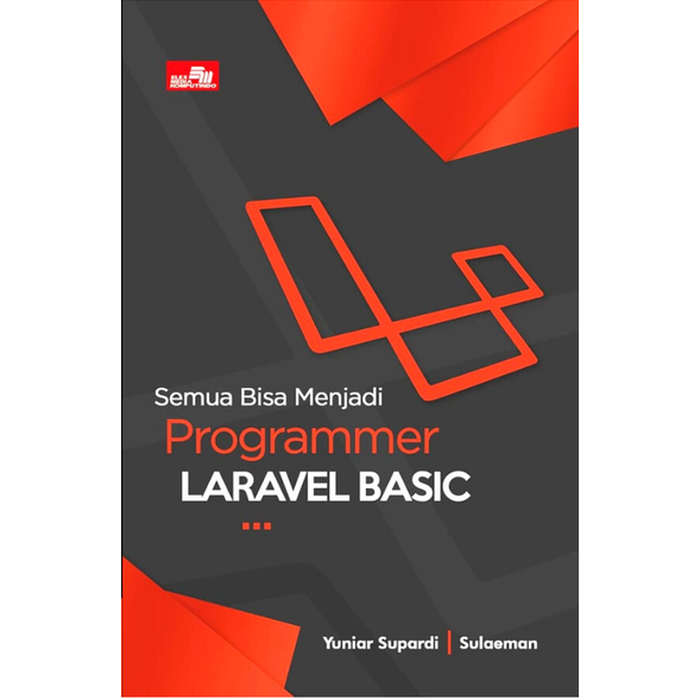 ELEX
MEDIA
KOMPUTINDO
Semua Bisa Menjadi
Programmer
LARAVEL BASIC
Yuniar Supardi | Sulaeman